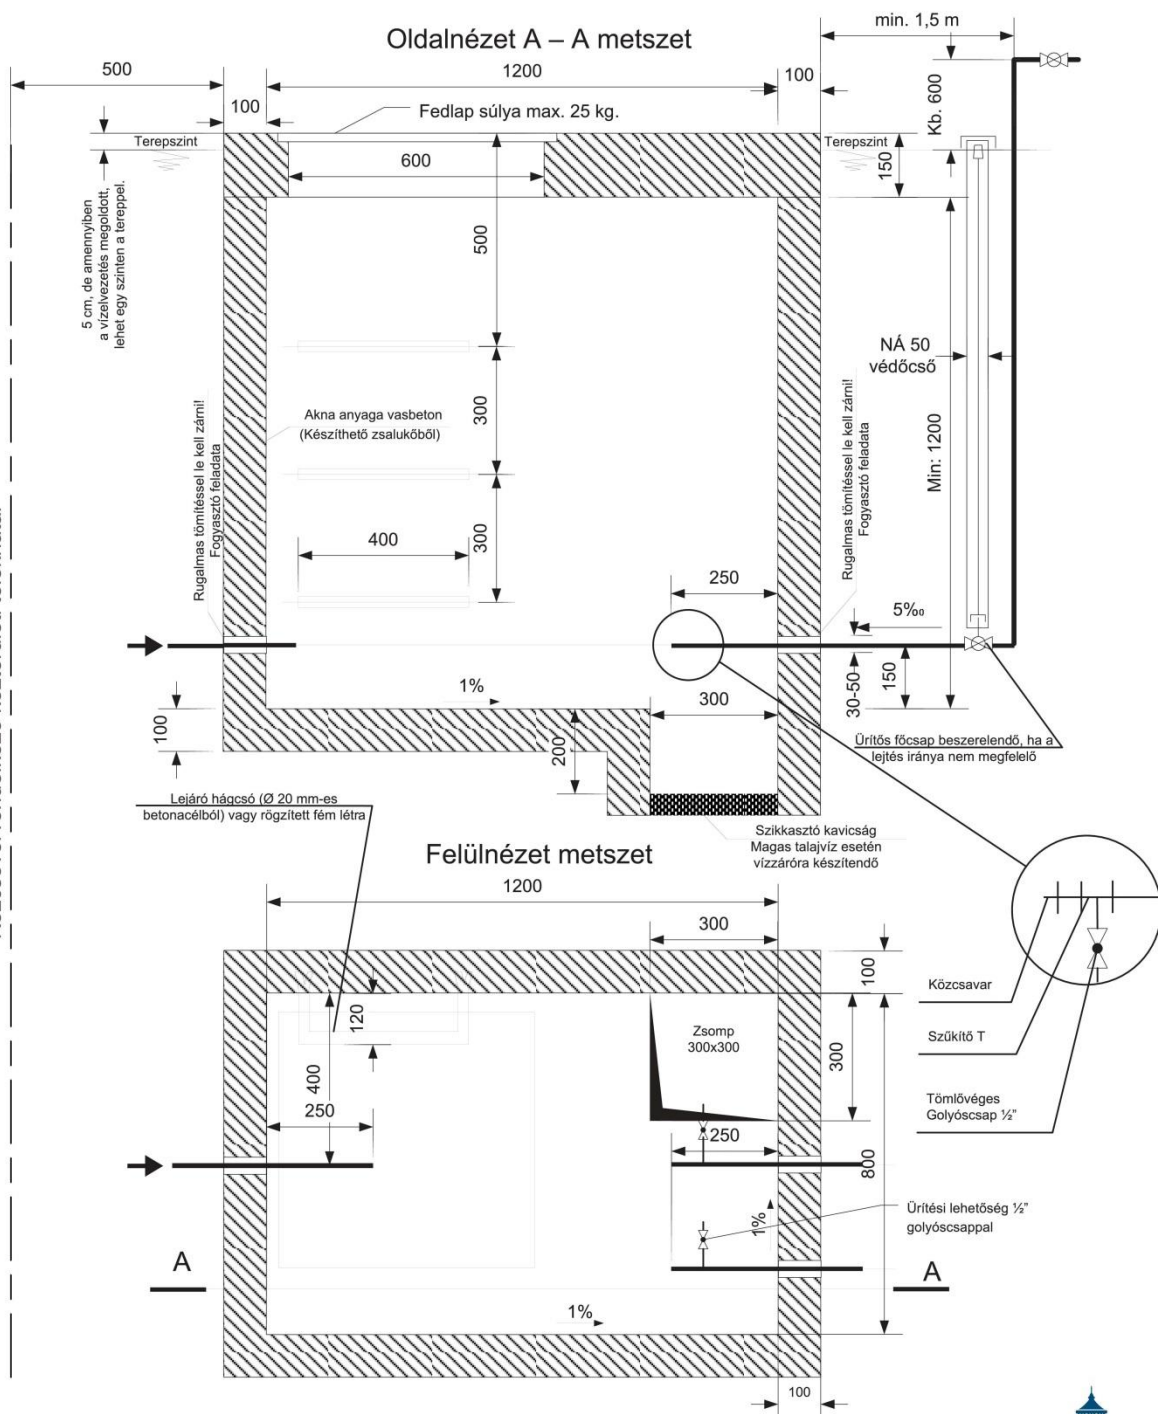 Oldalnézet A – A metszet
min. 1,5 m
500
1200
100
100
Fedlap súlya max. 25 kg.
Kb. 600
Terepszint
Terepszint
600
150
5 cm, de amennyiben
a vízelvezetés megoldott,
lehet egy szinten a tereppel.
500
NÁ 50
védőcső
Akna anyaga vasbeton
(Készíthető zsalukőből)
300
Min: 1200
Rugalmas tömítéssel le kell zárni!
Fogyasztó feladata
Rugalmas tömítéssel le kell zárni!
Fogyasztó feladata
400
300
250
5‰
1%
300
30-50
150
100
200
Ürítős főcsap beszerelendő, ha a
lejtés iránya nem megfelelő
Lejáró hágcsó (Ø 20 mm-es
betonacélból) vagy rögzített fém létra
Szikkasztó kavicság
Magas talajvíz esetén
vízzáróra készítendő
Felülnézet metszet
1200
300
100
Közcsavar
120
Zsomp
300x300
300
Szűkítő T
400
250
250
Tömlővéges
Golyóscsap ½”
800
Ürítési lehetőség ½”
golyóscsappal
1%
A
A
1%
100